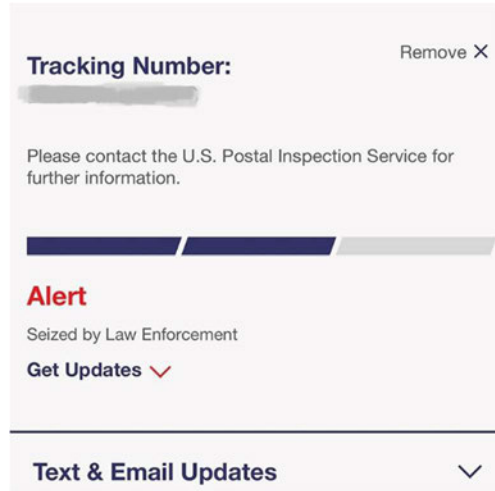 Remove X
Tracking Number:
Please contact the U.S. Postal Inspection Service for
further information.
Alert
Seized by Law Enforcement
Get Updates
Text & Email Updates